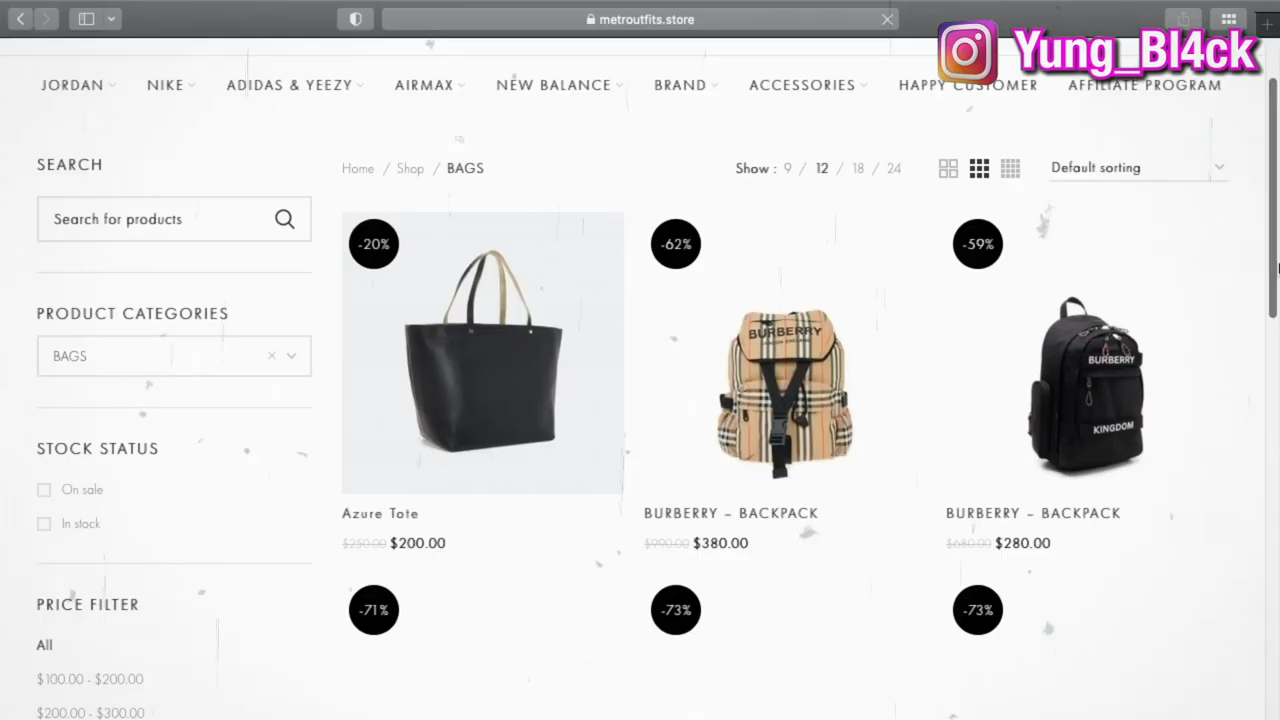 metroutfits.store
Yung_Bl4ck
JORDAN
NIKE
ADIDAS & YEEZY
AIRMAX
NEW BALANCE
BRAND
ACCESSORIES
HAPPY CUSTOMER
AFFILIATE PROGRAM
SEARCH
Search for products
PRODUCT CATEGORIES
BAGS
STOCK STATUS
On sale
In stock
PRICE FILTER
All
$100.00 - $200.00
$200.00 - $300.00
Home / Shop / BAGS
Show : 9 / 12 / 18 / 24
Default sorting
-20%
Azure Tote
$250.00 $200.00
-62%
BURBERRY
BURBERRY – BACKPACK
$990.00 $380.00
-59%
BURBERRY
KINGDOM
BURBERRY – BACKPACK
$680.00 $280.00
-71%
-73%
-73%